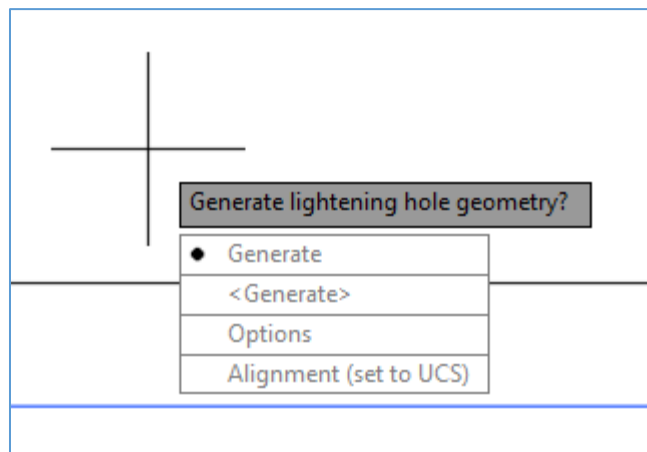 Generate lightening hole geometry?
Generate
<Generate>
Options
Alignment (set to UCS)